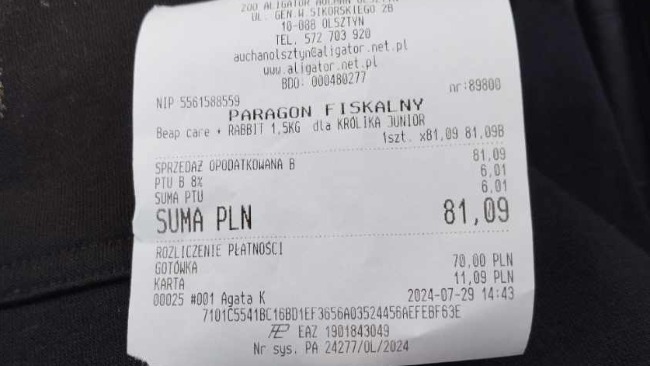 UL. GEN.W.SIKORSKIEGO 2B
10-088 OLSZTYN
TEL. 572 703 920
auchanolsztyn@aligator.net.pl
www.aligator.net.pl
BDO: 000480277
NIP 5561588559 nr:89800
PARAGON FISKALNY
Beap care + RABBIT 1,5KG dla KRÓLIKA JUNIOR
1szt. x81,09 81,09B
SPRZEDAŻ OPODATKOWANA B 81,09
PTU B 8% 6,01
SUMA PTU 6,01
SUMA PLN 81,09
ROZLICZENIE PŁATNOŚCI
GOTÓWKA 70,00 PLN
KARTA 11,09 PLN
00025 #001 Agata K 2024-07-29 14:43
7101C5541BC16BD1EF3656A03524456AEFEBF63E
EAZ 1901843049
Nr sys. PA 24277/OL/2024